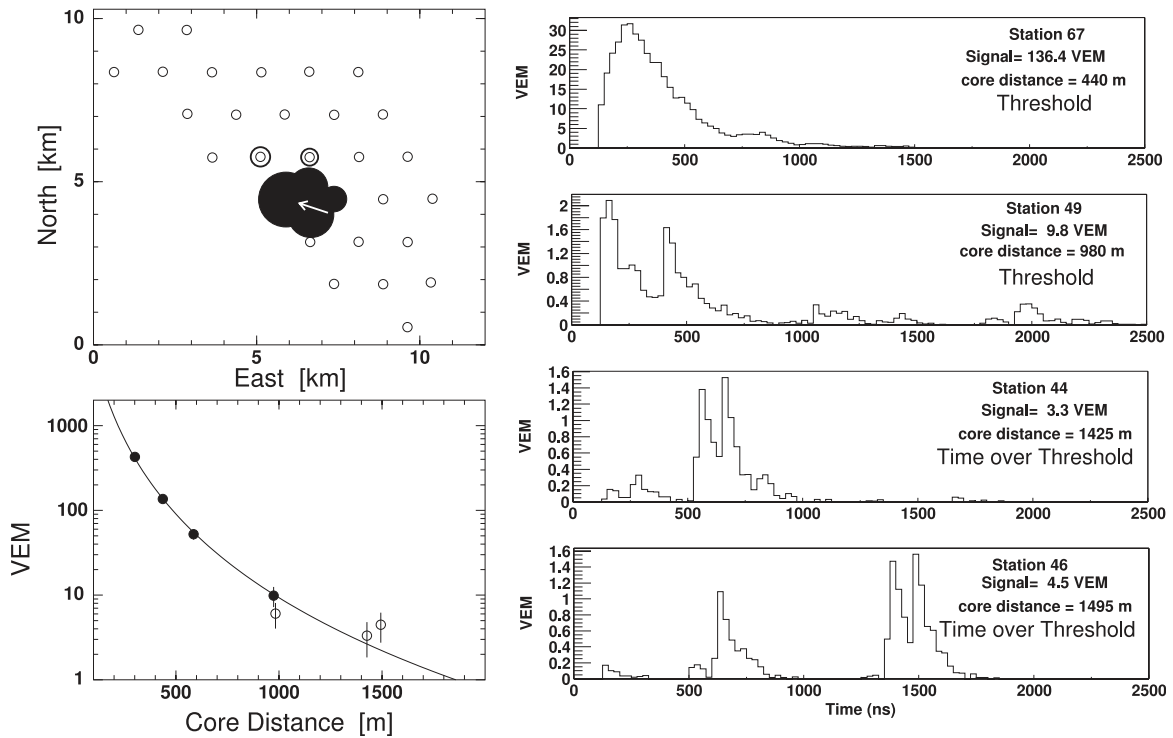 10
5
0
North [km]
0
5
10
East [km]
1000
100
10
1
VEM
500
1000
1500
Core Distance [m]
30
25
20
15
10
5
0
VEM
Station 67
Signal= 136.4 VEM
core distance = 440 m
Threshold
0
500
1000
1500
2000
2500
2
1.6
1.2
0.8
0.4
0
VEM
Station 49
Signal= 9.8 VEM
core distance = 980 m
Threshold
0
500
1000
1500
2000
2500
1.6
1.4
1.2
1
0.8
0.6
0.4
0.2
0
VEM
Station 44
Signal= 3.3 VEM
core distance = 1425 m
Time over Threshold
0
500
1000
1500
2000
2500
1.6
1.4
1.2
1
0.8
0.6
0.4
0.2
0
VEM
Station 46
Signal= 4.5 VEM
core distance = 1495 m
Time over Threshold
0
500
1000
1500
2000
2500
Time (ns)